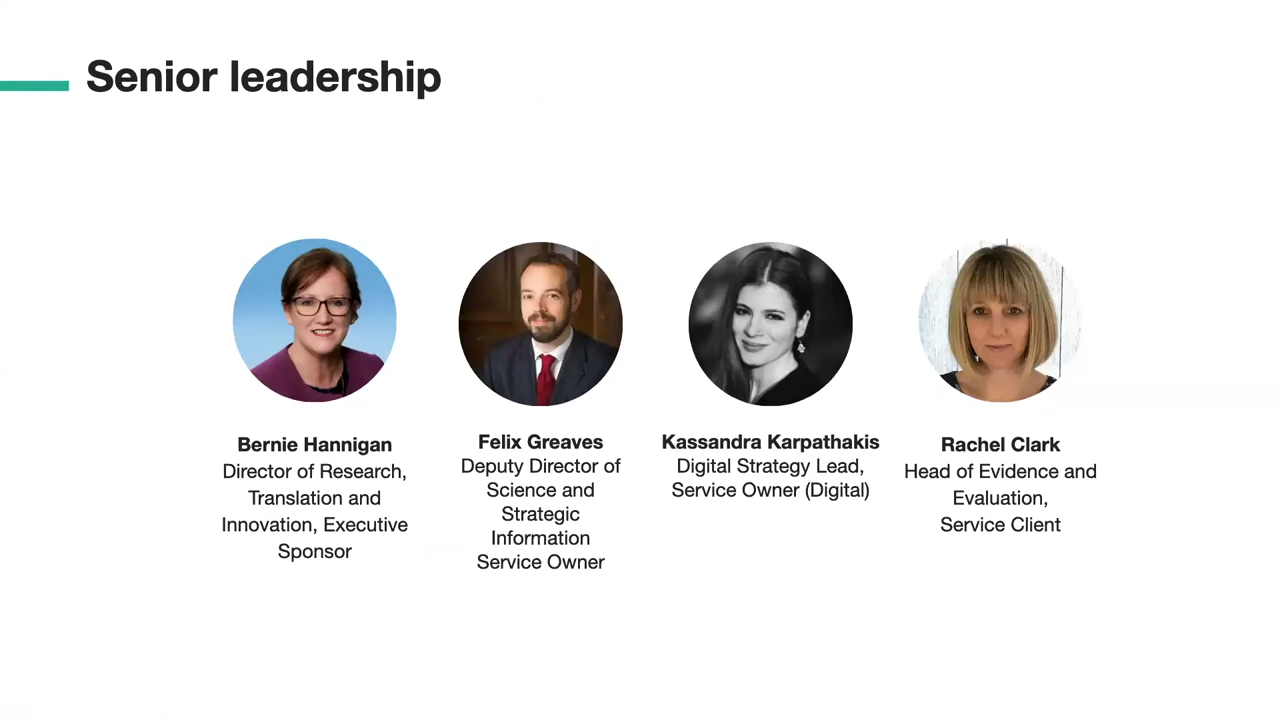 Senior leadership
Bernie Hannigan
Director of Research,
Translation and
Innovation, Executive
Sponsor
Felix Greaves
Deputy Director of
Science and
Strategic
Information
Service Owner
Kassandra Karpathakis
Digital Strategy Lead,
Service Owner (Digital)
Rachel Clark
Head of Evidence and
Evaluation,
Service Client